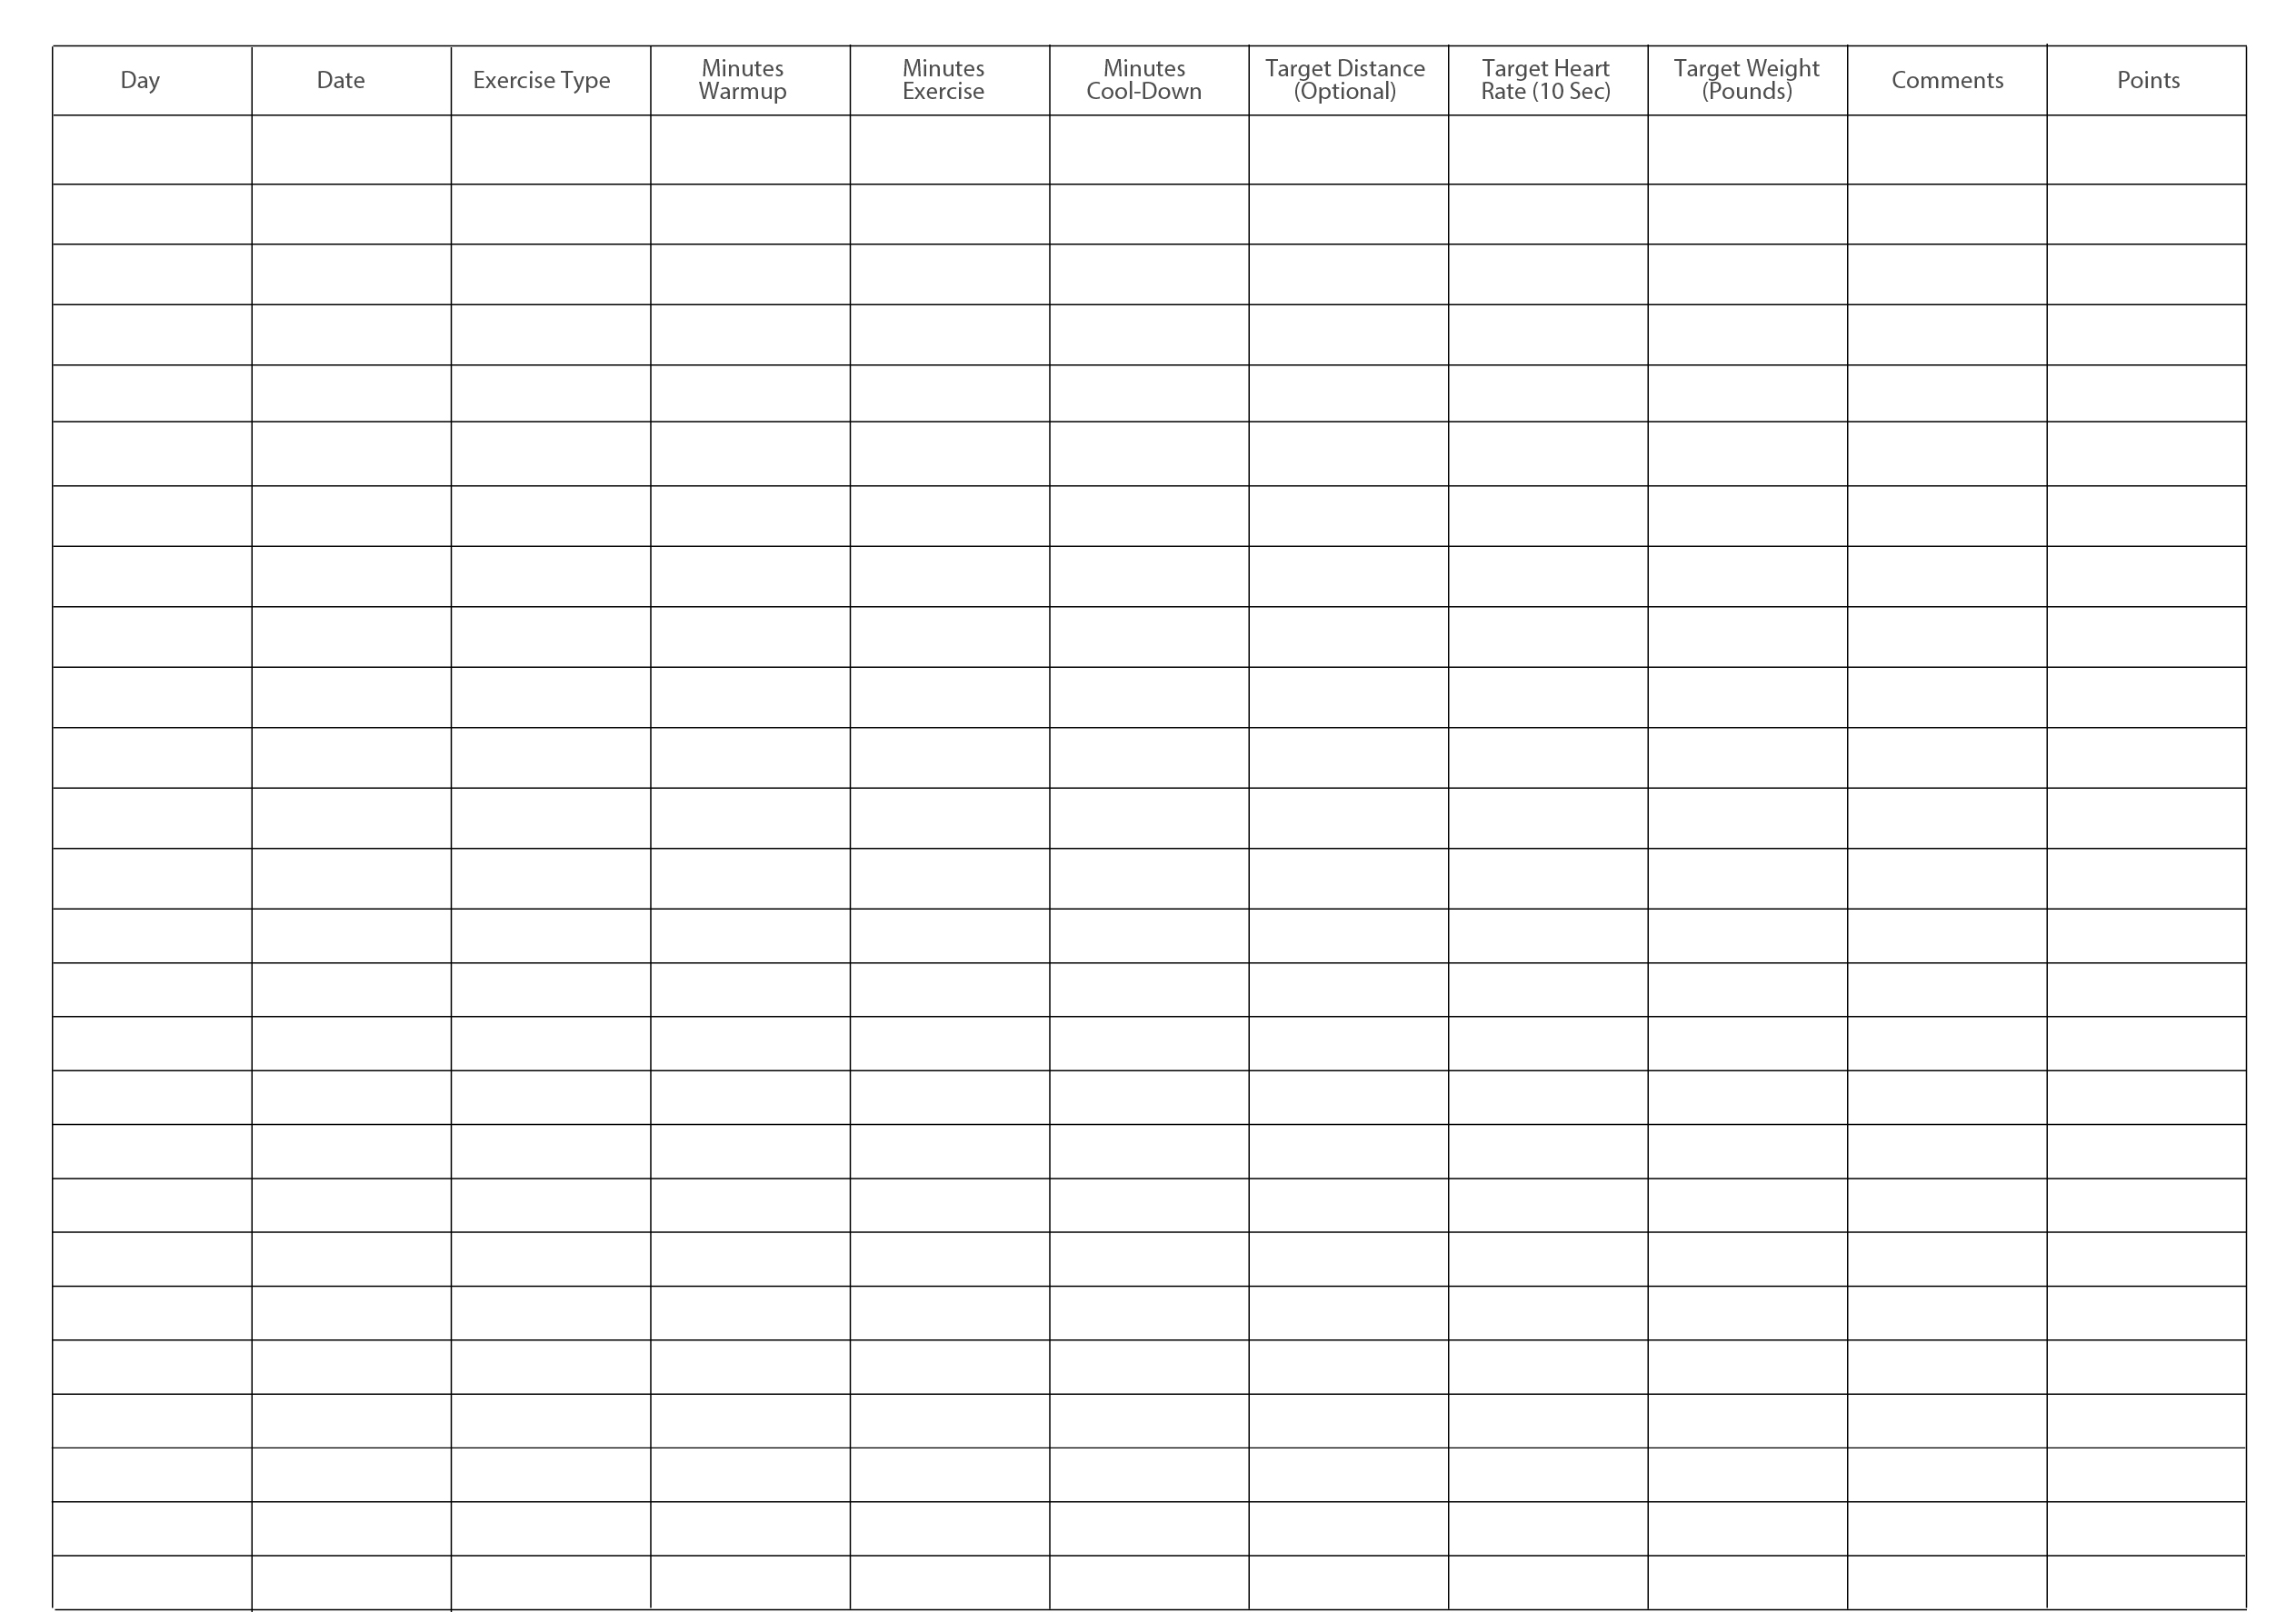 Day
Date
Exercise Type
Minutes
Warmup
Minutes
Exercise
Minutes
Cool-Down
Target Distance
(Optional)
Target Heart
Rate (10 Sec)
Target Weight
(Pounds)
Comments
Points